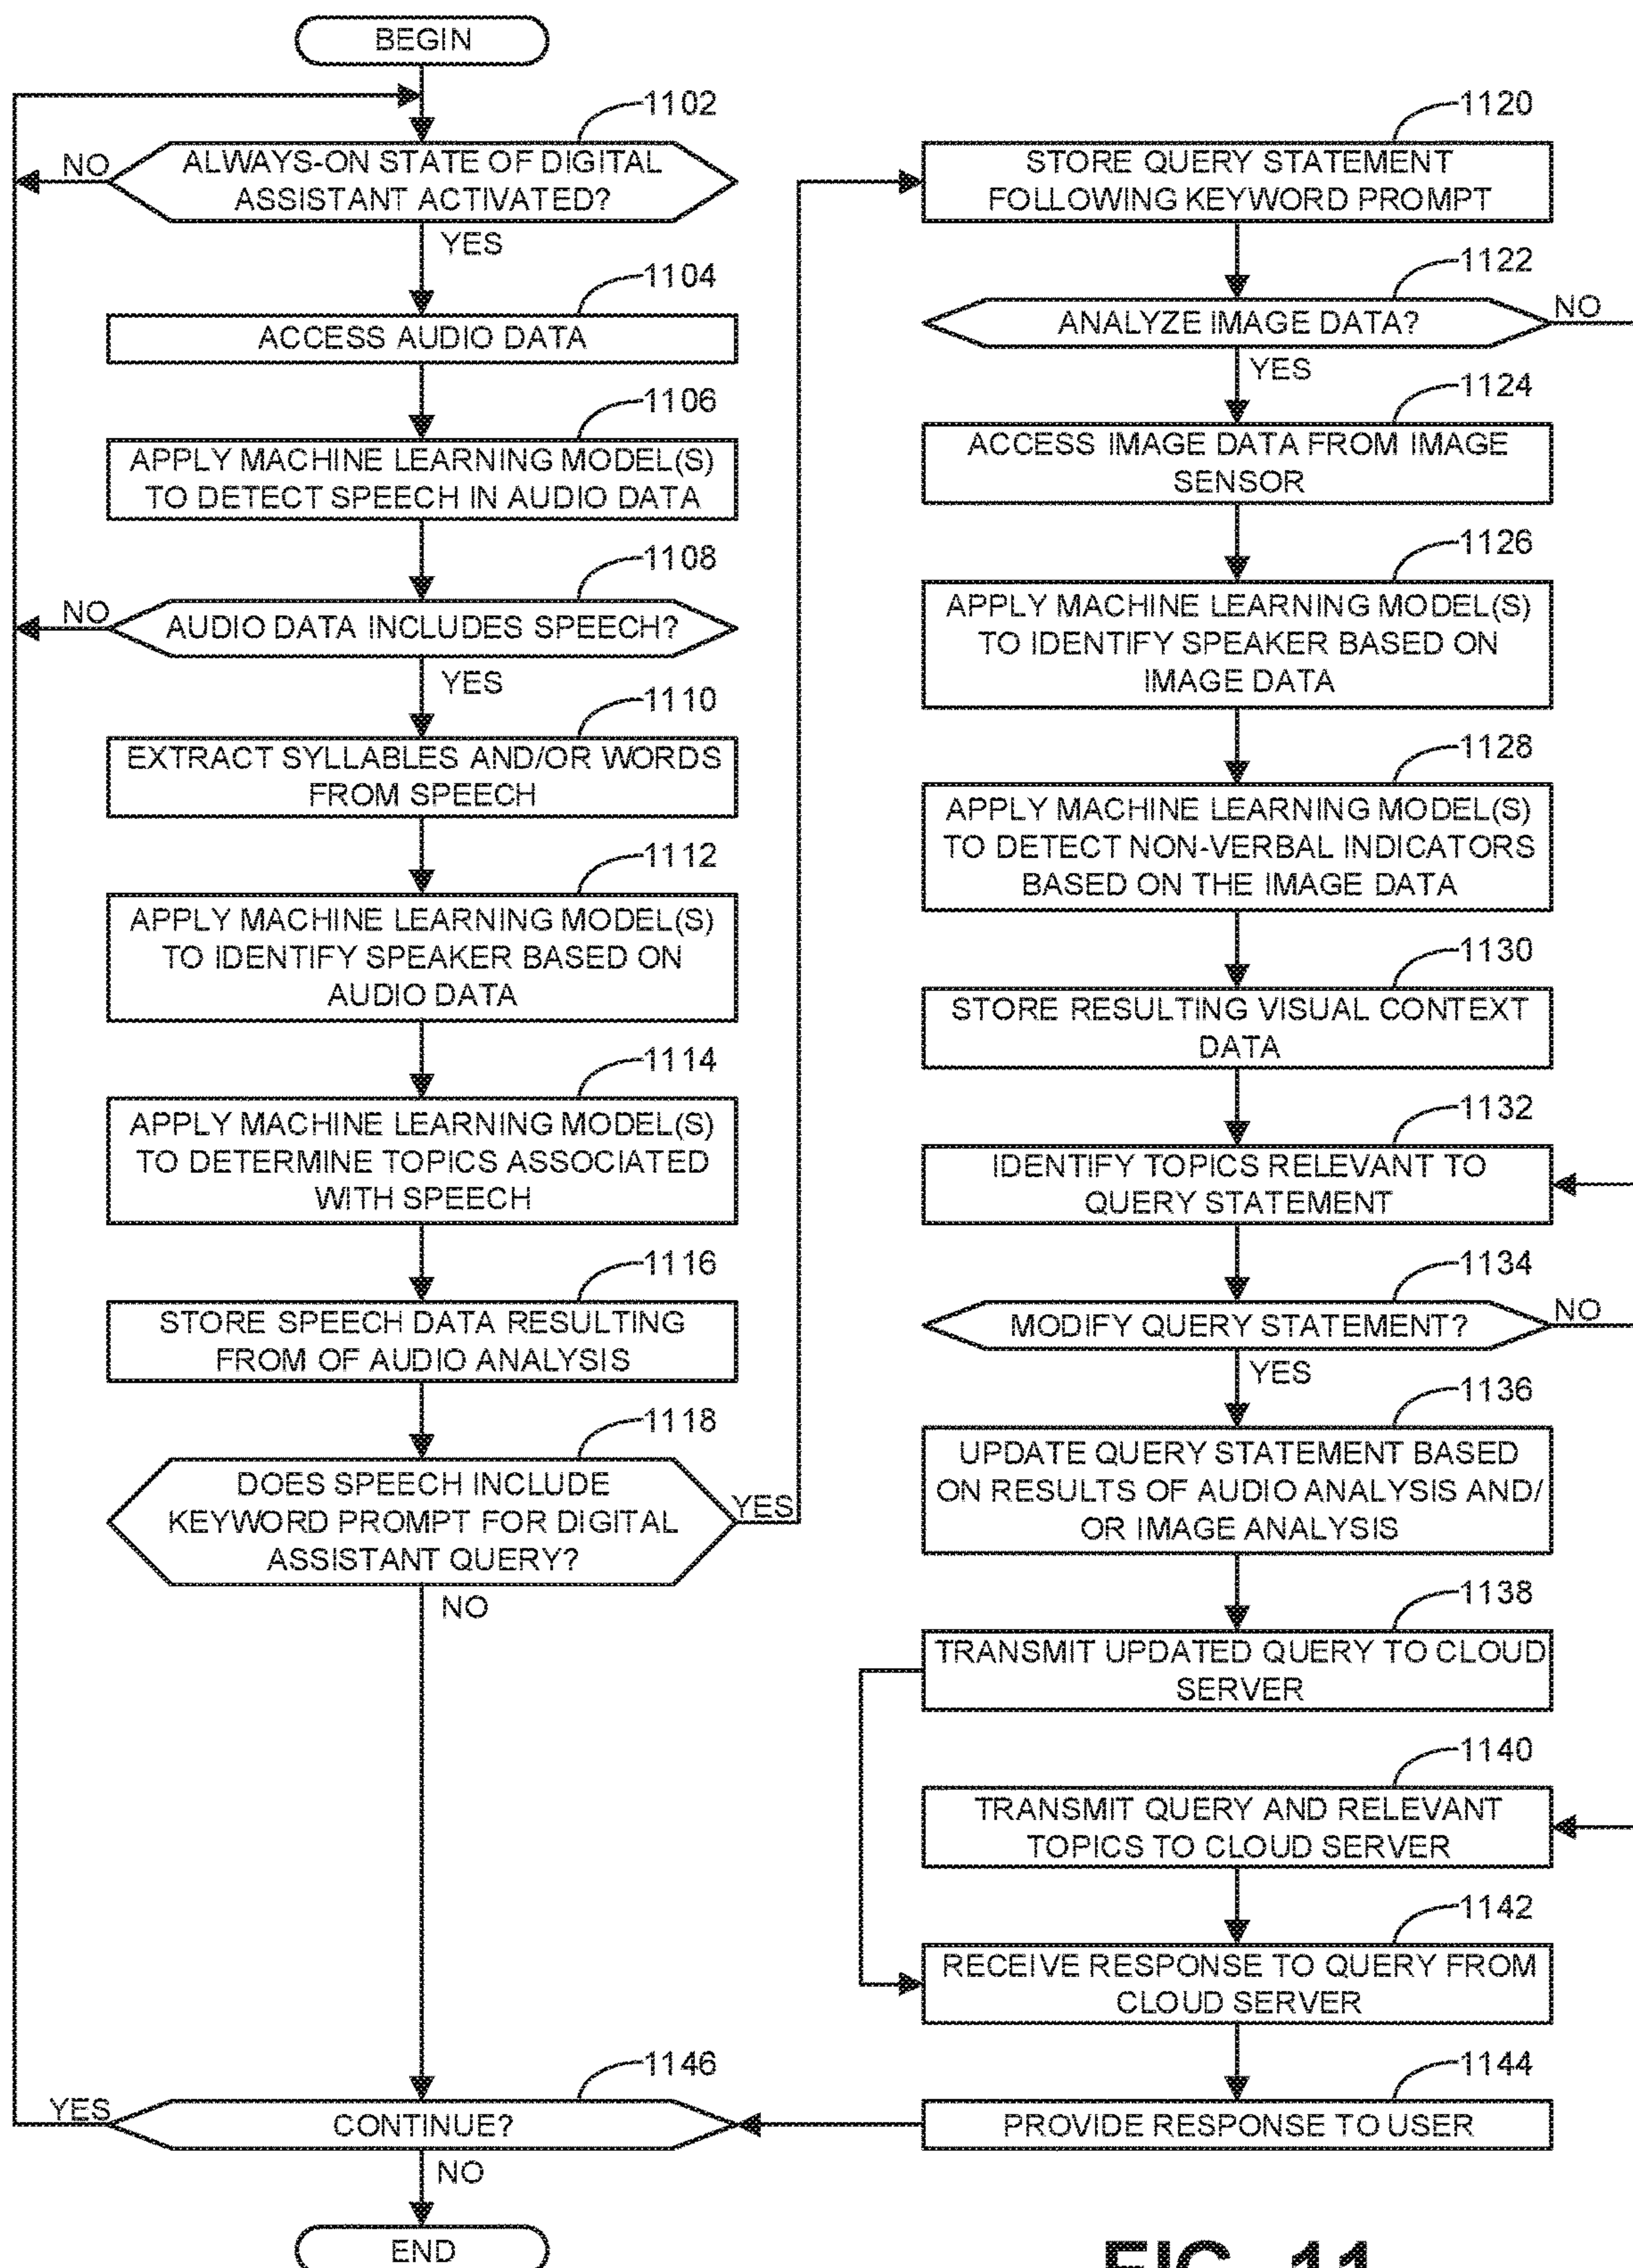 BEGIN
1102
ALWAYS-ON STATE OF DIGITAL
ASSISTANT ACTIVATED?
NO
YES
1104
ACCESS AUDIO DATA
1106
APPLY MACHINE LEARNING MODEL(S)
TO DETECT SPEECH IN AUDIO DATA
1108
NO
AUDIO DATA INCLUDES SPEECH?
YES
1110
EXTRACT SYLLABLES AND/OR WORDS
FROM SPEECH
1112
APPLY MACHINE LEARNING MODEL(S)
TO IDENTIFY SPEAKER BASED ON
AUDIO DATA
1114
APPLY MACHINE LEARNING MODEL(S)
TO DETERMINE TOPICS ASSOCIATED
WITH SPEECH
1116
STORE SPEECH DATA RESULTING
FROM OF AUDIO ANALYSIS
1118
DOES SPEECH INCLUDE
KEYWORD PROMPT FOR DIGITAL
ASSISTANT QUERY?
YES
NO
1120
STORE QUERY STATEMENT
FOLLOWING KEYWORD PROMPT
1122
ANALYZE IMAGE DATA?
NO
YES
1124
ACCESS IMAGE DATA FROM IMAGE
SENSOR
1126
APPLY MACHINE LEARNING MODEL(S)
TO IDENTIFY SPEAKER BASED ON
IMAGE DATA
1128
APPLY MACHINE LEARNING MODEL(S)
TO DETECT NON-VERBAL INDICATORS
BASED ON THE IMAGE DATA
1130
STORE RESULTING VISUAL CONTEXT
DATA
1132
IDENTIFY TOPICS RELEVANT TO
QUERY STATEMENT
1134
MODIFY QUERY STATEMENT?
NO
YES
1136
UPDATE QUERY STATEMENT BASED
ON RESULTS OF AUDIO ANALYSIS AND/
OR IMAGE ANALYSIS
1138
TRANSMIT UPDATED QUERY TO CLOUD
SERVER
1140
TRANSMIT QUERY AND RELEVANT
TOPICS TO CLOUD SERVER
1142
RECEIVE RESPONSE TO QUERY FROM
CLOUD SERVER
1144
PROVIDE RESPONSE TO USER
1146
YES
CONTINUE?
NO
END
FIG. 11